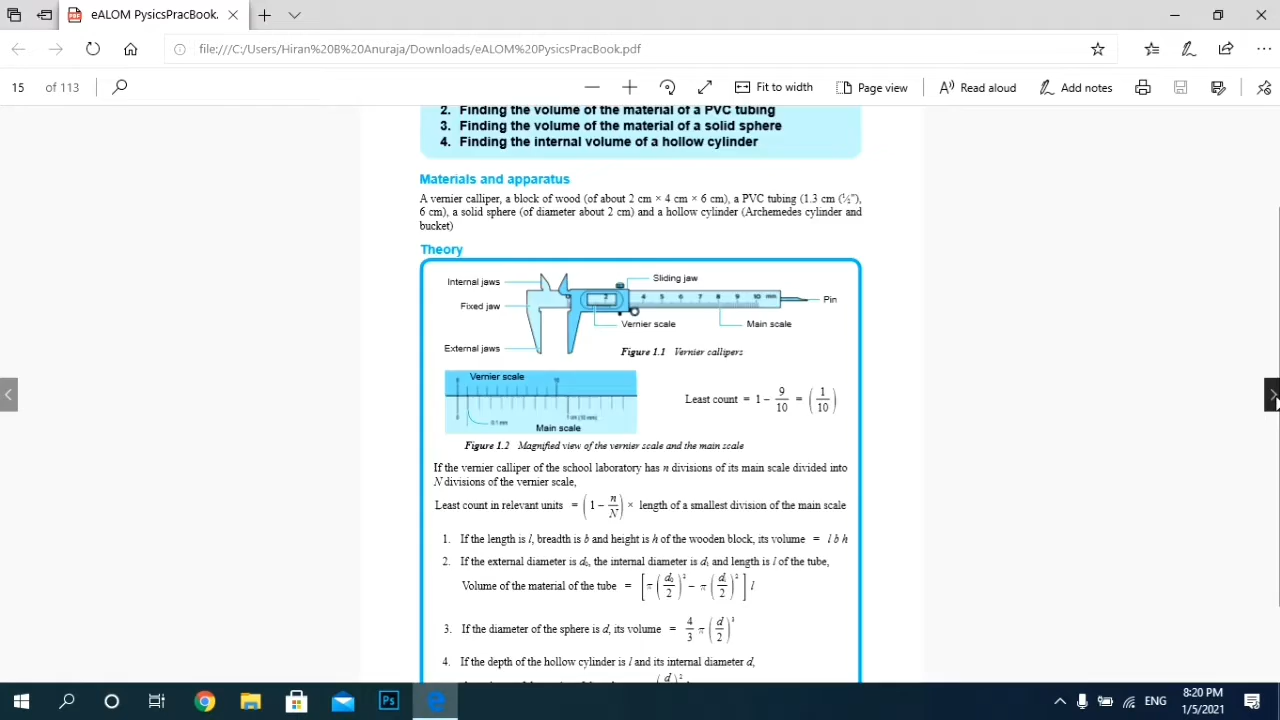 eALOM PysicsPracBook.
file:///C:/Users/Hiran%20B%20Anuraja/Downloads/eALOM%20PysicsPracBook.pdf
15 of 113
Fit to width
Page view
Read aloud
Add notes
2. Finding the volume of the material of a PVC tubing
3. Finding the volume of the material of a solid sphere
4. Finding the internal volume of a hollow cylinder
Materials and apparatus
A vernier calliper, a block of wood (of about 2 cm × 4 cm × 6 cm), a PVC tubing (1.3 cm (½"),
6 cm), a solid sphere (of diameter about 2 cm) and a hollow cylinder (Archemedes cylinder and
bucket)
Theory
Internal jaws
Sliding jaw
Fixed jaw
4 5 6 7 8 9 10 mm
Pin
Vernier scale
Main scale
External jaws
Figure 1.1 Vernier callipers
Vernier scale
0.1 mm
Main scale
Least count = 1 - 9/10 = (1/10)
Figure 1.2 Magnified view of the vernier scale and the main scale
If the vernier calliper of the school laboratory has n divisions of its main scale divided into
N divisions of the vernier scale,
Least count in relevant units = (1 - n/N) × length of a smallest division of the main scale
1. If the length is l, breadth is b and height is h of the wooden block, its volume = l b h
2. If the external diameter is d₀, the internal diameter is d₁ and length is l of the tube,
Volume of the material of the tube = [π (d₀/2)² - π (d₁/2)²] l
3. If the diameter of the sphere is d, its volume = 4/3 π (d/2)³
4. If the depth of the hollow cylinder is l and its internal diameter d,
ENG
8:20 PM
1/5/2021